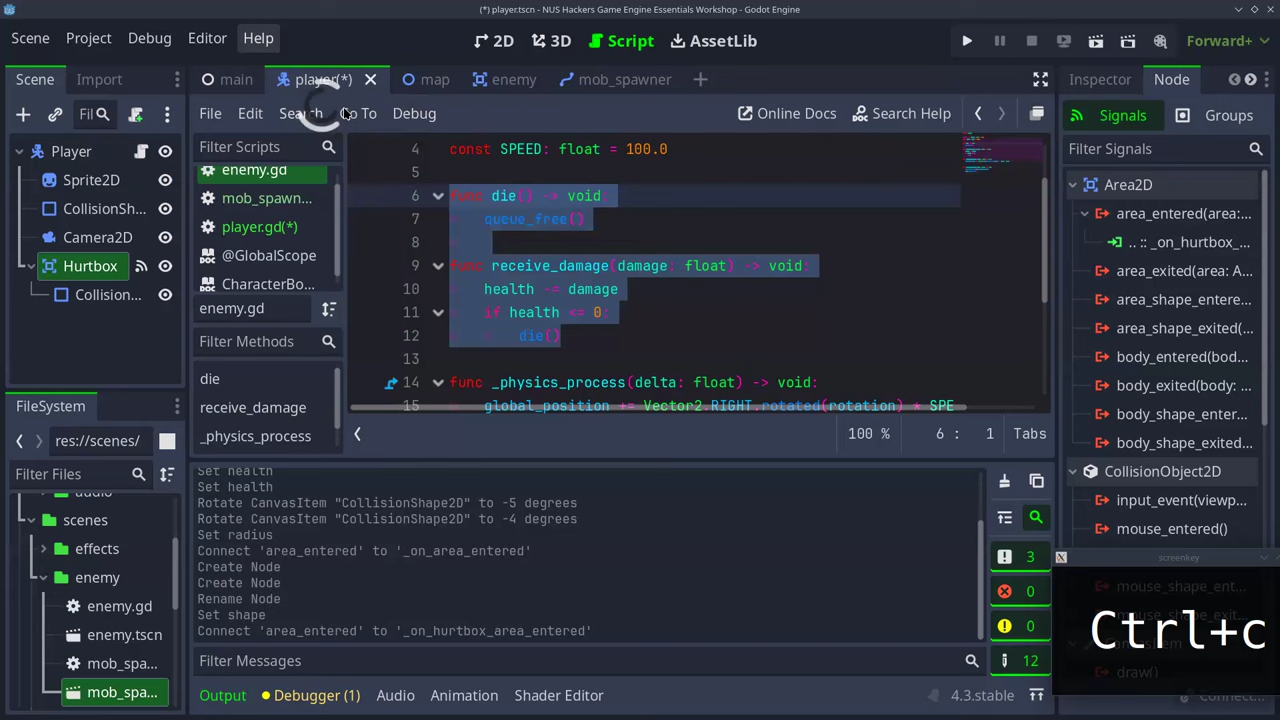 (*) player.tscn - NUS Hackers Game Engine Essentials Workshop - Godot Engine
Scene Project Debug Editor Help
2D 3D Script AssetLib
Forward+
Scene Import
main player(*) map enemy mob_spawner
Inspector Node
Fil
File Edit Search Go To Debug
Online Docs Search Help
Signals Groups
Player
Sprite2D
CollisionSh...
Camera2D
Hurtbox
Collision...
Filter Scripts
enemy.gd
mob_spawn...
player.gd(*)
@GlobalScope
CharacterBo...
enemy.gd
Filter Methods
die
receive_damage
_physics_process
4 const SPEED: float = 100.0
5
6 func die() -> void:
7 queue_free()
8
9 func receive_damage(damage: float) -> void:
10 health -= damage
11 if health <= 0:
12 die()
13
14 func _physics_process(delta: float) -> void:
15 global_position += Vector2.RIGHT.rotated(rotation) * SPE
100 % 6 : 1 Tabs
Filter Signals
Area2D
area_entered(area:...
.. :: _on_hurtbox_...
area_exited(area: A...
area_shape_entere...
area_shape_exited(...
body_entered(bod...
body_exited(body: ...
body_shape_enter...
body_shape_exited...
CollisionObject2D
input_event(viewp...
mouse_entered()
mouse_shape_ent...
mouse_shape_exit...
draw()
Connect...
FileSystem
res://scenes/
Filter Files
audio
scenes
effects
enemy
enemy.gd
enemy.tscn
mob_spa...
mob_spa...
Set health
Set health
Rotate CanvasItem "CollisionShape2D" to -5 degrees
Rotate CanvasItem "CollisionShape2D" to -4 degrees
Set radius
Connect 'area_entered' to '_on_area_entered'
Create Node
Create Node
Rename Node
Set shape
Connect 'area_entered' to '_on_hurtbox_area_entered'
Filter Messages
3
0
0
12
Output Debugger (1) Audio Animation Shader Editor
4.3.stable
screenkey
Ctrl+c